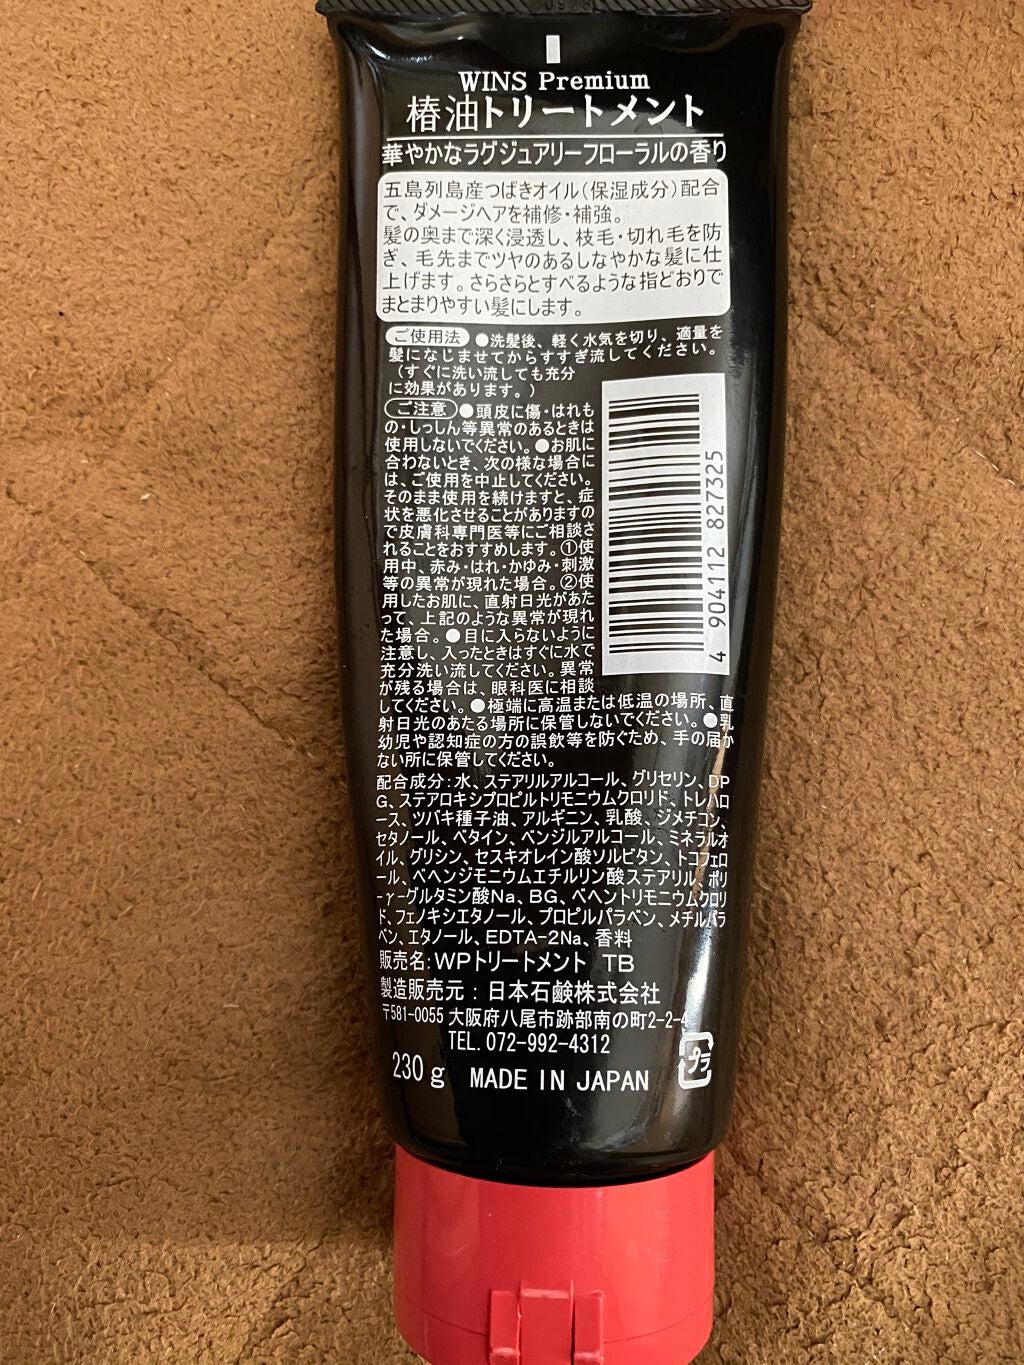 WINS Premium
椿油トリートメント
華やかなラグジュアリーフローラルの香り
五島列島産つばきオイル(保湿成分)配合
で、ダメージヘアを補修・補強。
髪の奥まで深く浸透し、枝毛・切れ毛を防
ぎ、毛先までツヤのあるしなやかな髪に仕
上げます。さらさらとすべるような指どおりで
まとまりやすい髪にします。
ご使用法 ●洗髪後、軽く水気を切り、適量を
髪になじませてからすすぎ流してください。
(すぐに洗い流しても充分
に効果があります。)
ご注意 ●頭皮に傷・はれも
の・しっしん等異常のあるときは
使用しないでください。●お肌に
合わないとき、次の様な場合に
は、ご使用を中止してください。
そのまま使用を続けますと、症
状を悪化させることがありますの
で皮膚科専門医等にご相談さ
れることをおすすめします。①使
用中、赤み・はれ・かゆみ・刺激
等の異常が現れた場合。②使
用したお肌に、直射日光があた
って、上記のような異常が現れ
た場合。●目に入らないように
注意し、入ったときはすぐに水で
充分洗い流してください。異常
が残る場合は、眼科医に相談
してください。●極端に高温または低温の場所、直
射日光のあたる場所に保管しないでください。●乳
幼児や認知症の方の誤飲等を防ぐため、手の届か
ない所に保管してください。
4 904112 827325
配合成分:水、ステアリルアルコール、グリセリン、DP
G、ステアロキシプロピルトリモニウムクロリド、トレハロ
ース、ツバキ種子油、アルギニン、乳酸、ジメチコン、
セタノール、ベタイン、ベンジルアルコール、ミネラルオ
イル、グリシン、セスキオレイン酸ソルビタン、トコフェロ
ール、ベヘンジモニウムエチルリン酸ステアリル、ポリ
-γ-グルタミン酸Na、BG、ベヘントリモニウムクロリ
ド、フェノキシエタノール、プロピルパラベン、メチルパラ
ベン、エタノール、EDTA-2Na、香料
販売名:WPトリートメント TB
製造販売元:日本石鹸株式会社
〒581-0055 大阪府八尾市跡部南の町2-2-4
TEL.072-992-4312
230g MADE IN JAPAN
プラ